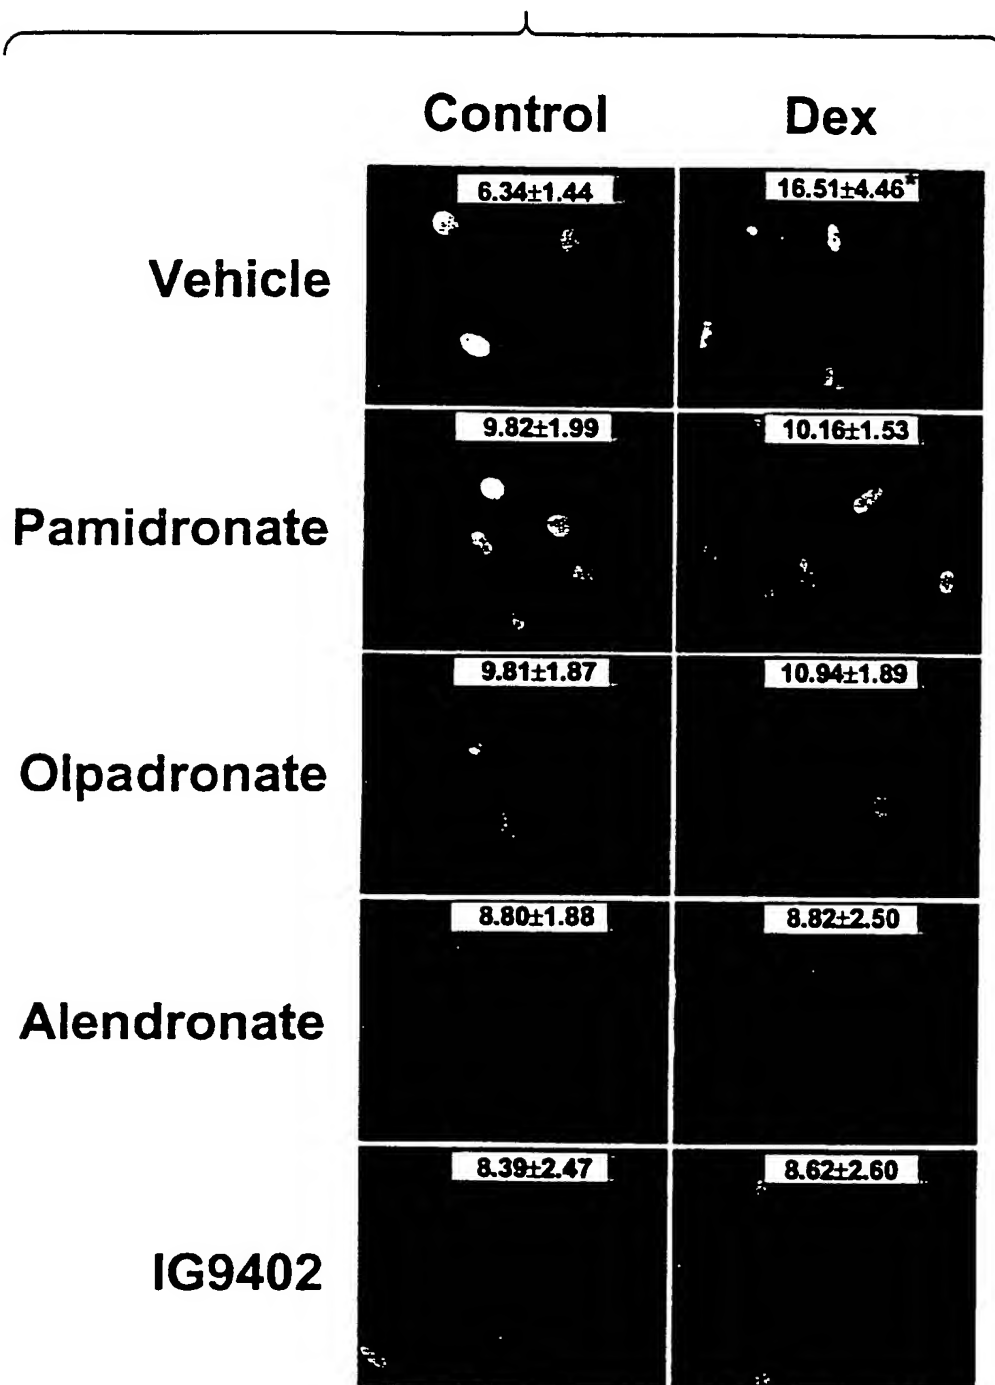 Control Dex
Vehicle 6.34±1.44 16.51±4.46*
Pamidronate 9.82±1.99 10.16±1.53
Olpadronate 9.81±1.87 10.94±1.89
Alendronate 8.80±1.88 8.82±2.50
IG9402 8.39±2.47 8.62±2.60